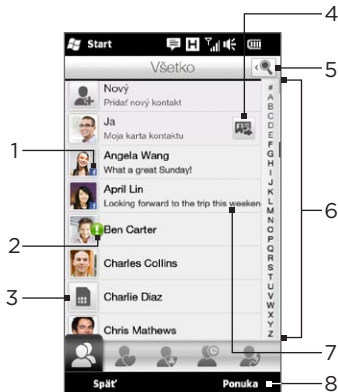 4
Start
H
Všetko
5
Nový
Pridať nový kontakt
Ja
Moja karta kontaktu
1
Angela Wang
What a great Sunday!
April Lin
Looking forward to the trip this weeken
6
2
Ben Carter
Charles Collins
3
Charlie Diaz
7
Chris Mathews
#
A
B
C
D
E
F
G
H
I
J
K
L
M
N
O
P
Q
R
S
T
U
V
W
X
Y
Z
Späť
Ponuka
8